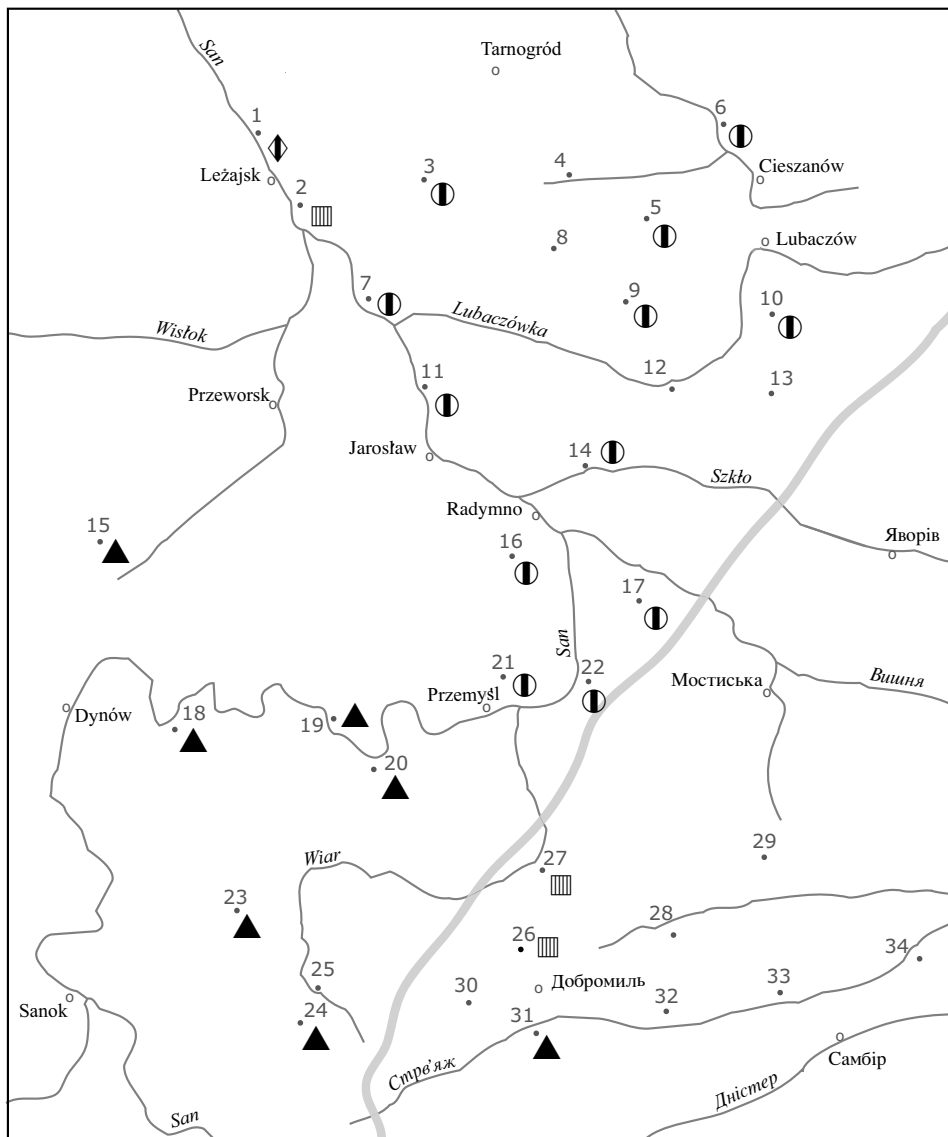 San
Tarnogród
6
1
3
4
Cieszanów
Leżajsk
2
5
8
Lubaczów
7
9
10
Lubaczówka
Wisłok
11
12
13
Przeworsk
Jarosław
14
Szkło
Radymno
15
16
Яворів
17
San
21
22
Мостиська
Вишня
Dynów
18
19
Przemyśl
20
29
Wiar
27
23
28
26
34
25
Добромиль
33
Sanok
24
30
31
32
Стрв'яж
Самбір
Дністер
San